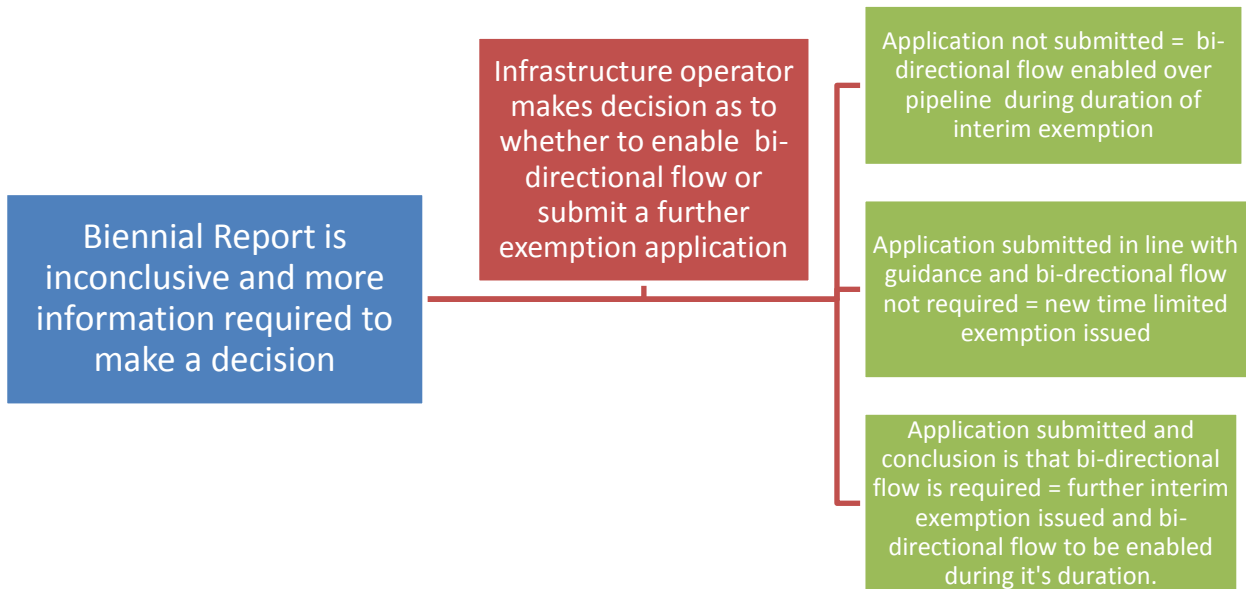 Biennial Report is
inconclusive and more
information required to
make a decision
Infrastructure operator
makes decision as to
whether to enable bi-
directional flow or
submit a further
exemption application
Application not submitted = bi-
directional flow enabled over
pipeline during duration of
interim exemption
Application submitted in line with
guidance and bi-drectional flow
not required = new time limited
exemption issued
Application submitted and
conclusion is that bi-directional
flow is required = further interim
exemption issued and bi-
directional flow to be enabled
during it's duration.